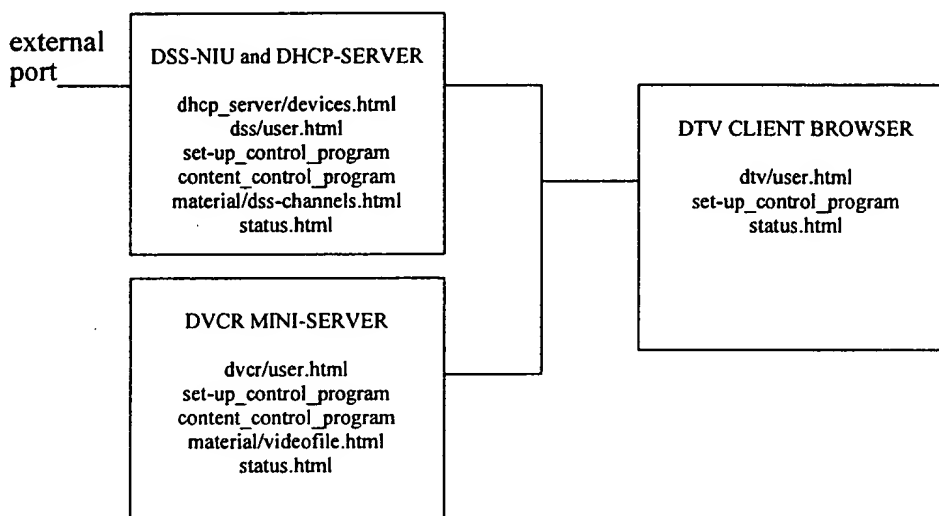 external
port
DSS-NIU and DHCP-SERVER
dhcp_server/devices.html
dss/user.html
set-up_control_program
content_control_program
material/dss-channels.html
status.html
DTV CLIENT BROWSER
dtv/user.html
set-up_control_program
status.html
DVCR MINI-SERVER
dvcr/user.html
set-up_control_program
content_control_program
material/videofile.html
status.html